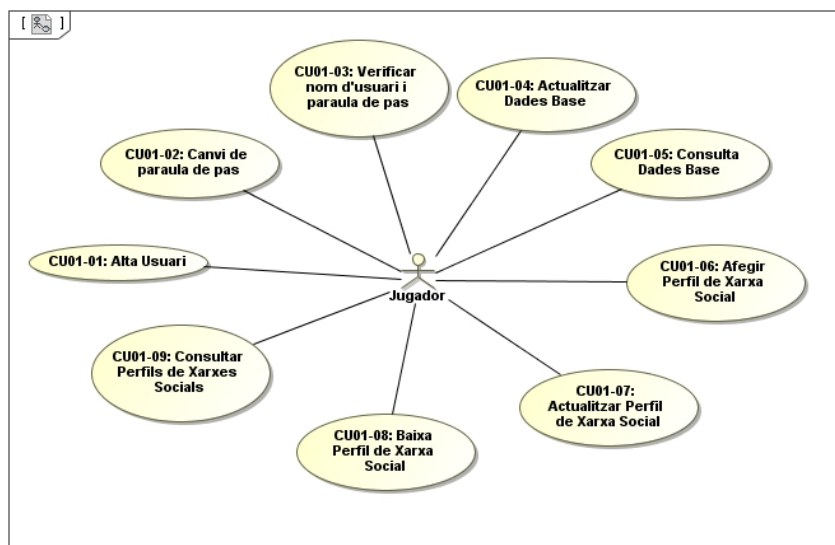 CU01-03: Verificar
nom d'usuari i
paraula de pas
CU01-04: Actualitzar
Dades Base
CU01-02: Canvi de
paraula de pas
CU01-05: Consulta
Dades Base
CU01-01: Alta Usuari
CU01-06: Afegir
Perfil de Xarxa
Social
Jugador
CU01-09: Consultar
Perfils de Xarxes
Socials
CU01-07:
Actualitzar Perfil
de Xarxa Social
CU01-08: Baixa
Perfil de Xarxa
Social